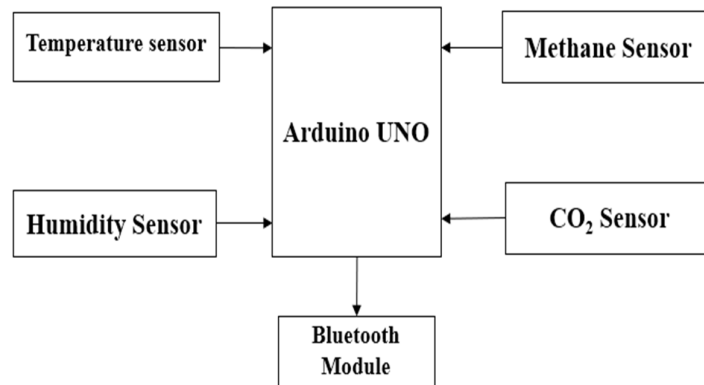 Temperature sensor
Methane Sensor
Arduino UNO
Humidity Sensor
CO₂ Sensor
Bluetooth
Module